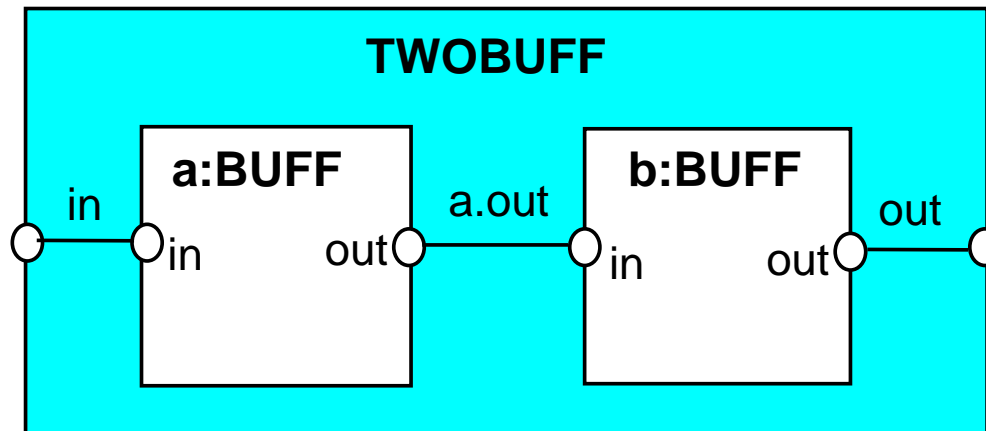 TWOBUFF
a:BUFF
b:BUFF
in
a.out
out
in
out
in
out